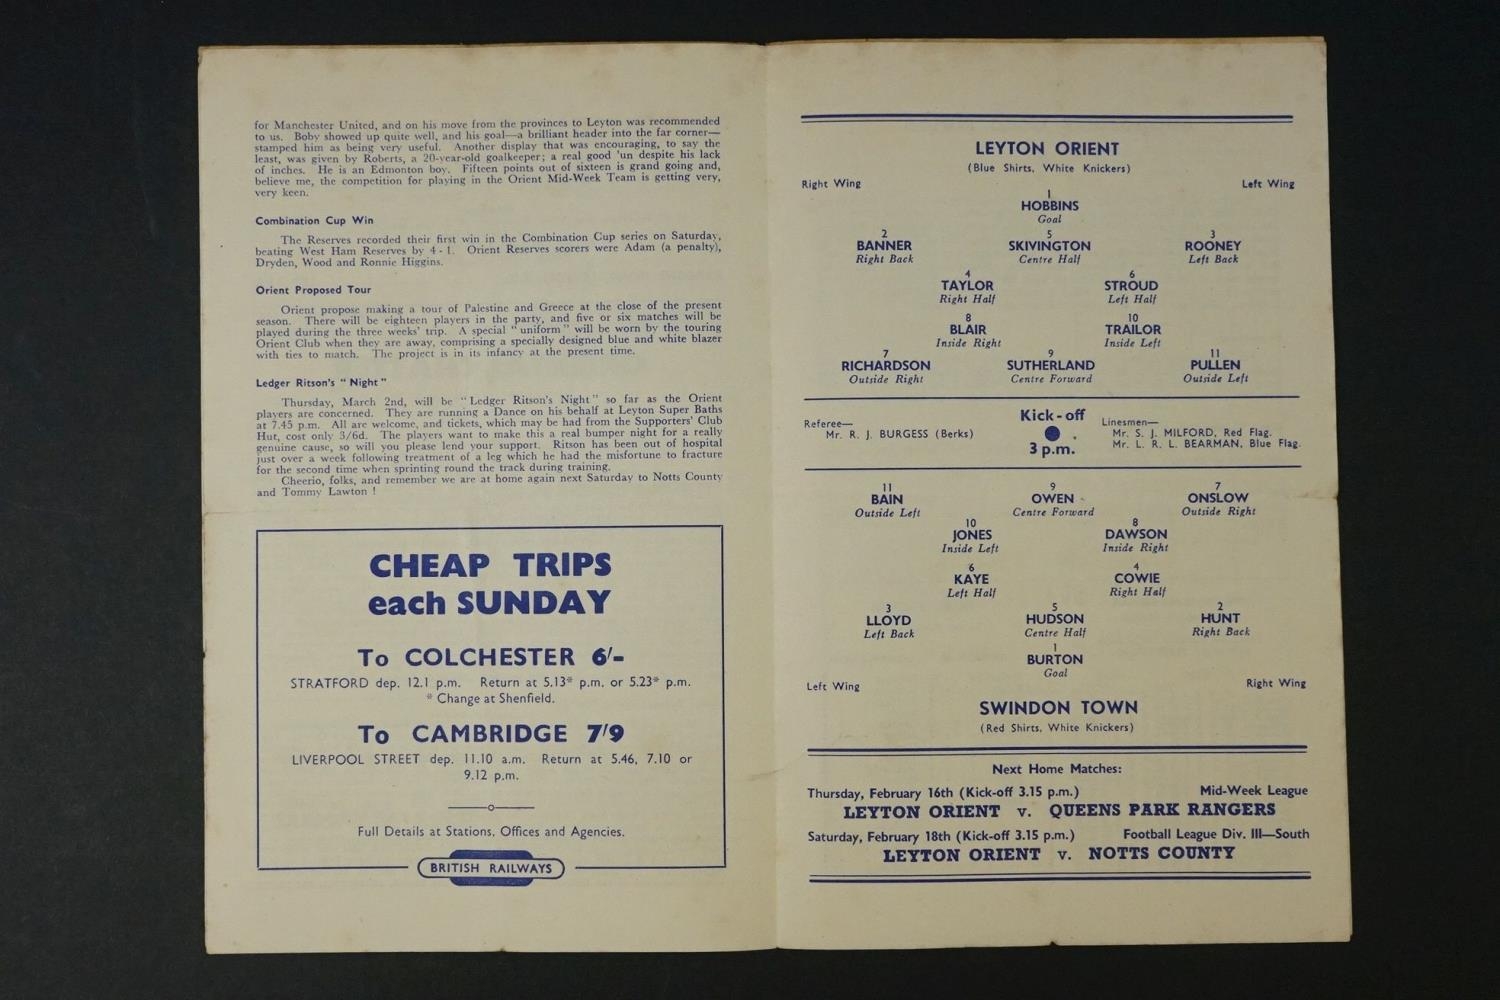 for Manchester United, and on his move from the provinces to Leyton was recommended
to us. Boby showed up quite well, and his goal—a brilliant header into the far corner—
stamped him as being very useful. Another display that was encouraging, to say the
least, was given by Roberts, a 20-year-old goalkeeper; a real good 'un despite his lack
of inches. He is an Edmonton boy. Fifteen points out of sixteen is grand going and,
believe me, the competition for playing in the Orient Mid-Week Team is getting very,
very keen.
Combination Cup Win
The Reserves recorded their first win in the Combination Cup series on Saturday,
beating West Ham Reserves by 4 - 1. Orient Reserves scorers were Adam (a penalty),
Dryden, Wood and Ronnie Higgins.
Orient Proposed Tour
Orient propose making a tour of Palestine and Greece at the close of the present
season. There will be eighteen players in the party, and five or six matches will be
played during the three weeks' trip. A special "uniform" will be worn by the touring
Orient Club when they are away, comprising a specially designed blue and white blazer
with ties to match. The project is in its infancy at the present time.
Ledger Ritson's "Night"
Thursday, March 2nd, will be "Ledger Ritson's Night" so far as the Orient
players are concerned. They are running a Dance on his behalf at Leyton Super Baths
at 7.45 p.m. All are welcome, and tickets, which may be had from the Supporters' Club
Hut, cost only 3/6d. The players want to make this a real bumper night for a really
genuine cause, so will you please lend your support. Ritson has been out of hospital
just over a week following treatment of a leg which he had the misfortune to fracture
for the second time when sprinting round the track during training.
Cheerio, folks, and remember we are at home again next Saturday to Notts County
and Tommy Lawton !
CHEAP TRIPS
each SUNDAY
To COLCHESTER 6/-
STRATFORD dep. 12.1 p.m. Return at 5.13* p.m. or 5.23* p.m.
* Change at Shenfield.
To CAMBRIDGE 7/9
LIVERPOOL STREET dep. 11.10 a.m. Return at 5.46, 7.10 or
9.12 p.m.
Full Details at Stations, Offices and Agencies.
BRITISH RAILWAYS
LEYTON ORIENT
(Blue Shirts, White Knickers)
Right Wing Left Wing
1
HOBBINS
Goal
2 5 3
BANNER SKIVINGTON ROONEY
Right Back Centre Half Left Back
4 6
TAYLOR STROUD
Right Half Left Half
8 10
BLAIR TRAILOR
Inside Right Inside Left
7 9 11
RICHARDSON SUTHERLAND PULLEN
Outside Right Centre Forward Outside Left
Referee— Kick-off Linesmen—
Mr. R. J. BURGESS (Berks) Mr. S. J. MILFORD, Red Flag.
3 p.m. Mr. L. R. L. BEARMAN, Blue Flag.
11 9 7
BAIN OWEN ONSLOW
Outside Left Centre Forward Outside Right
10 8
JONES DAWSON
Inside Left Inside Right
6 4
KAYE COWIE
Left Half Right Half
3 5 2
LLOYD HUDSON HUNT
Left Back Centre Half Right Back
1
BURTON
Goal
Left Wing Right Wing
SWINDON TOWN
(Red Shirts, White Knickers)
Next Home Matches:
Thursday, February 16th (Kick-off 3.15 p.m.) Mid-Week League
LEYTON ORIENT v. QUEENS PARK RANGERS
Saturday, February 18th (Kick-off 3.15 p.m.) Football League Div. III—South
LEYTON ORIENT v. NOTTS COUNTY